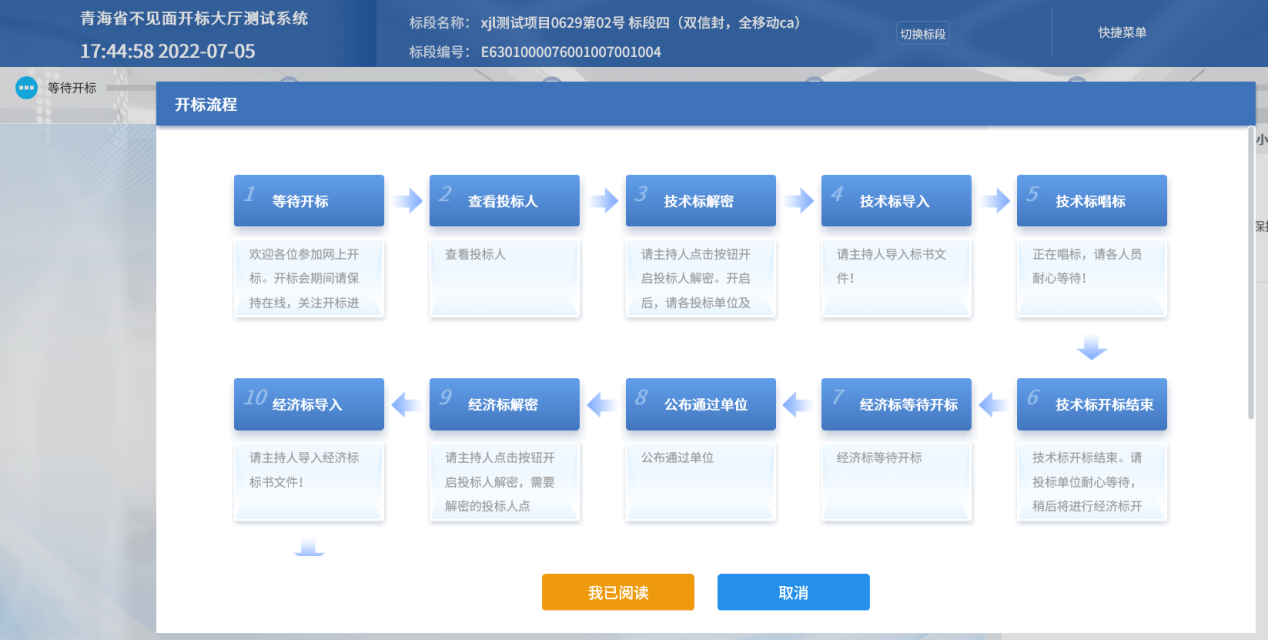 青海省不见面开标大厅测试系统
17:44:58 2022-07-05
标段名称： xjl测试项目0629第02号 标段四（双信封，全移动ca）
标段编号： E6301000076001007001004
切换标段
快捷菜单
等待开标
开标流程
1 等待开标
欢迎各位参加网上开
标。开标会期间请保
持在线，关注开标进
2 查看投标人
查看投标人
3 技术标解密
请主持人点击按钮开
启投标人解密。开启
后，请各投标单位及
4 技术标导入
请主持人导入标书文
件！
5 技术标唱标
正在唱标，请各人员
耐心等待！
10 经济标导入
请主持人导入经济标
标书文件！
9 经济标解密
请主持人点击按钮开
启投标人解密，需要
解密的投标人点
8 公布通过单位
公布通过单位
7 经济标等待开标
经济标等待开标
6 技术标开标结束
技术标开标结束。请
投标单位耐心等待，
稍后将进行经济标开
我已阅读
取消
小